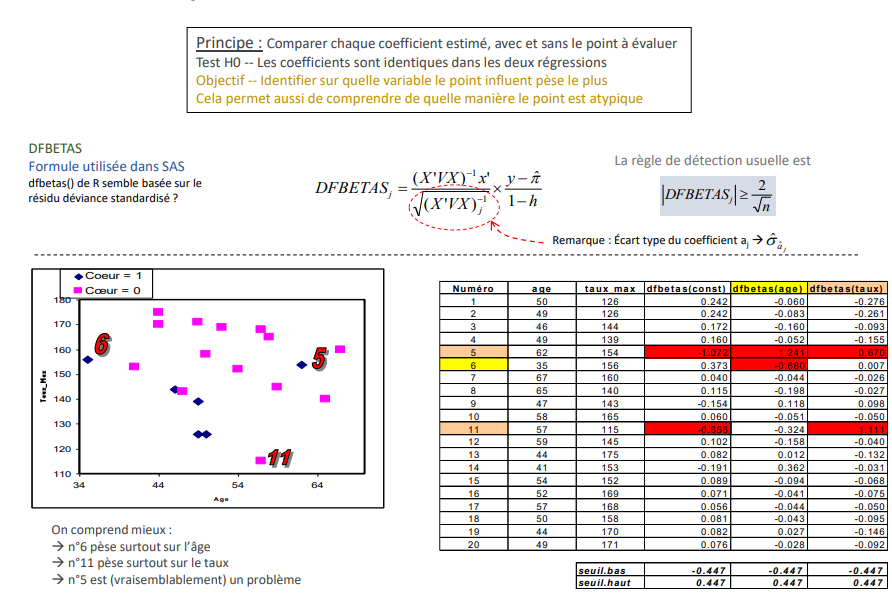 Principe : Comparer chaque coefficient estimé, avec et sans le point à évaluer
Test H0 -- Les coefficients sont identiques dans les deux régressions
Objectif -- Identifier sur quelle variable le point influent pèse le plus
Cela permet aussi de comprendre de quelle manière le point est atypique
DFBETAS
Formule utilisée dans SAS
dfbetas() de R semble basée sur le
résidu déviance standardisé ?
DFBETAS_j = (X'VX)^{-1} x' / √((X'VX)_j^{-1}) × (y − π̂) / (1 − h)
La règle de détection usuelle est
|DFBETAS_j| ≥ 2 / √n
Remarque : Écart type du coefficient a_j → σ̂_{â_j}
Coeur = 1
Cœur = 0
180
170
160
150
140
130
120
110
Taux_Max
34
44
54
64
Age
6
5
11
Numéro age taux_max dfbetas(const) dfbetas(age) dfbetas(taux)
1 50 126 0.242 -0.060 -0.276
2 49 126 0.242 -0.083 -0.261
3 46 144 0.172 -0.160 -0.093
4 49 139 0.160 -0.052 -0.155
5 62 154 -1.072 1.241 0.670
6 35 156 0.373 -0.660 0.007
7 67 160 0.040 -0.044 -0.026
8 65 140 0.115 -0.198 -0.027
9 47 143 -0.154 0.118 0.098
10 58 165 0.060 -0.051 -0.050
11 57 115 -0.666 -0.324 1.111
12 59 145 0.102 -0.158 -0.040
13 44 175 0.082 0.012 -0.132
14 41 153 -0.191 0.362 -0.031
15 54 152 0.089 -0.094 -0.068
16 52 169 0.071 -0.041 -0.075
17 57 168 0.056 -0.044 -0.050
18 50 158 0.081 -0.043 -0.095
19 44 170 0.082 0.027 -0.146
20 49 171 0.076 -0.028 -0.092
seuil.bas -0.447 -0.447 -0.447
seuil.haut 0.447 0.447 0.447
On comprend mieux :
→ n°6 pèse surtout sur l'âge
→ n°11 pèse surtout sur le taux
→ n°5 est (vraisemblablement) un problème